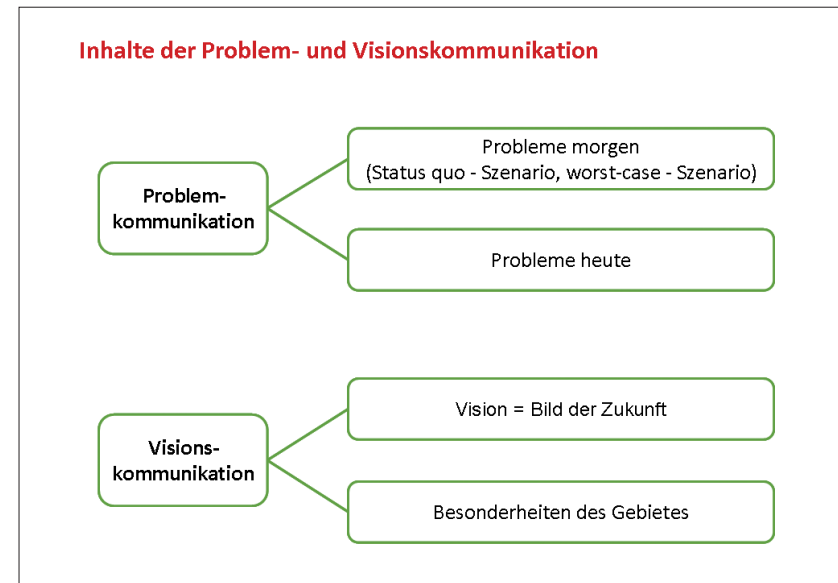 Inhalte der Problem- und Visionskommunikation
Problem-
kommunikation
Probleme morgen
(Status quo - Szenario, worst-case - Szenario)
Probleme heute
Visions-
kommunikation
Vision = Bild der Zukunft
Besonderheiten des Gebietes